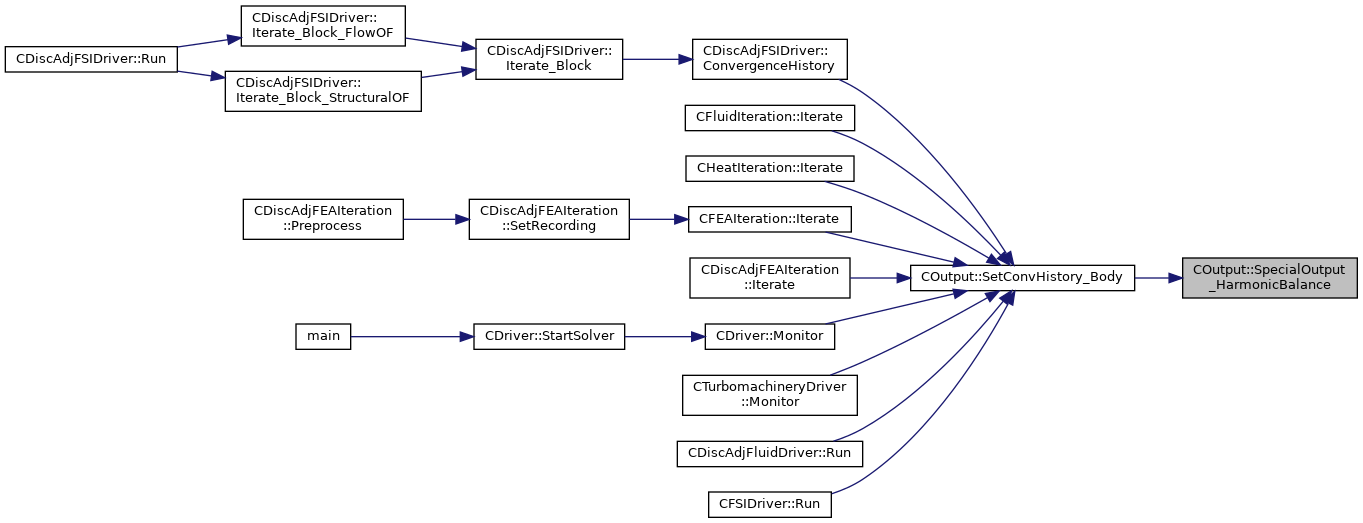 CDiscAdjFSIDriver::Run
CDiscAdjFSIDriver::
Iterate_Block_FlowOF
CDiscAdjFSIDriver::
Iterate_Block_StructuralOF
CDiscAdjFSIDriver::
Iterate_Block
CDiscAdjFSIDriver::
ConvergenceHistory
CFluidIteration::Iterate
CHeatIteration::Iterate
CDiscAdjFEAIteration
::Preprocess
CDiscAdjFEAIteration
::SetRecording
CFEAIteration::Iterate
CDiscAdjFEAIteration
::Iterate
COutput::SetConvHistory_Body
COutput::SpecialOutput
_HarmonicBalance
main
CDriver::StartSolver
CDriver::Monitor
CTurbomachineryDriver
::Monitor
CDiscAdjFluidDriver::Run
CFSIDriver::Run